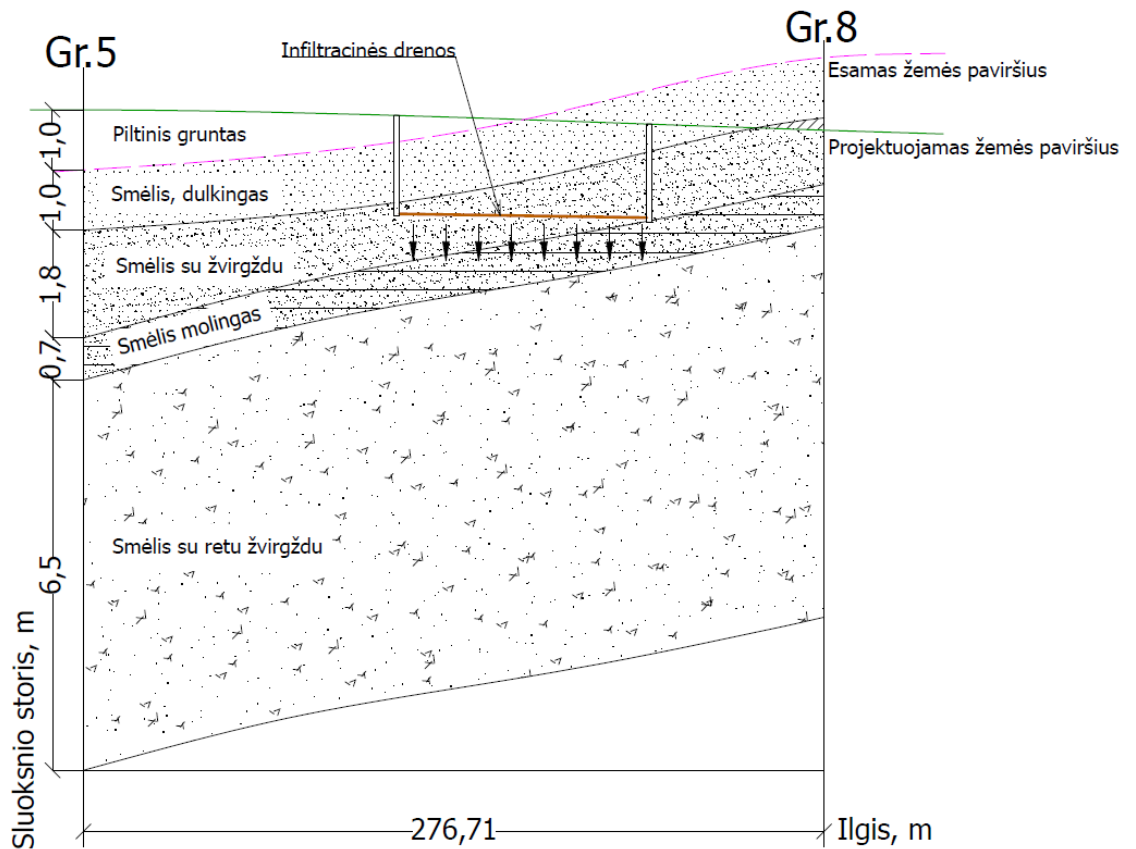 Gr.5
Gr.8
Infiltracinės drenos
Esamas žemės paviršius
Piltinis gruntas
Projektuojamas žemės paviršius
Smėlis, dulkingas
Smėlis su žvirgždu
Smėlis molingas
Smėlis su retu žvirgždu
1,0
1,0
1,8
0,7
6,5
Sluoksnio storis, m
276,71
Ilgis, m